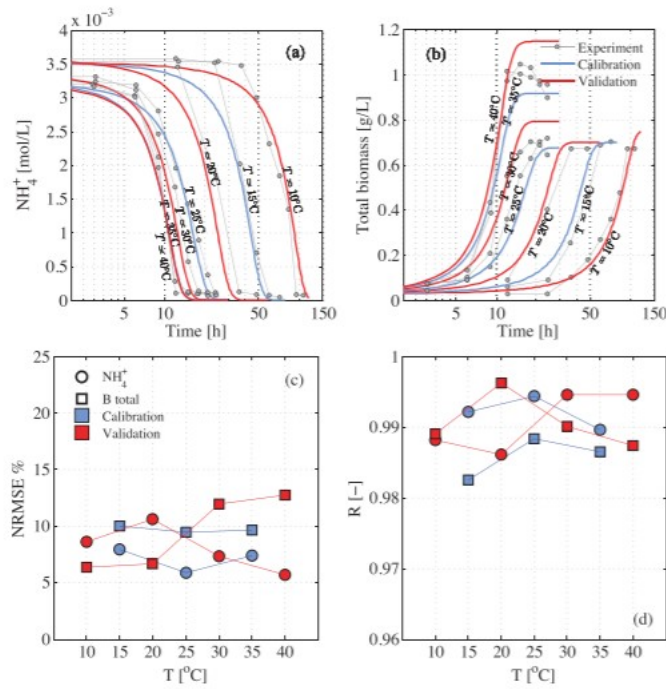 × 10⁻³
4
3.5
3
2.5
2
1.5
1
0.5
0
NH₄⁺ [mol/L]
(a)
T = 40°C
T = 35°C
T = 30°C
T = 25°C
T = 20°C
T = 15°C
T = 10°C
5
10
50
150
Time [h]
1.2
1
0.8
0.6
0.4
0.2
0
Total biomass [g/L]
(b)
Experiment
Calibration
Validation
T = 40°C
T = 35°C
T = 30°C
T = 25°C
T = 20°C
T = 15°C
T = 10°C
5
10
50
150
Time [h]
25
20
15
10
5
0
NRMSE %
NH₄⁺
B total
Calibration
Validation
(c)
10 15 20 25 30 35 40
T [°C]
1
0.99
0.98
0.97
0.96
R [−]
(d)
10 15 20 25 30 35 40
T [°C]